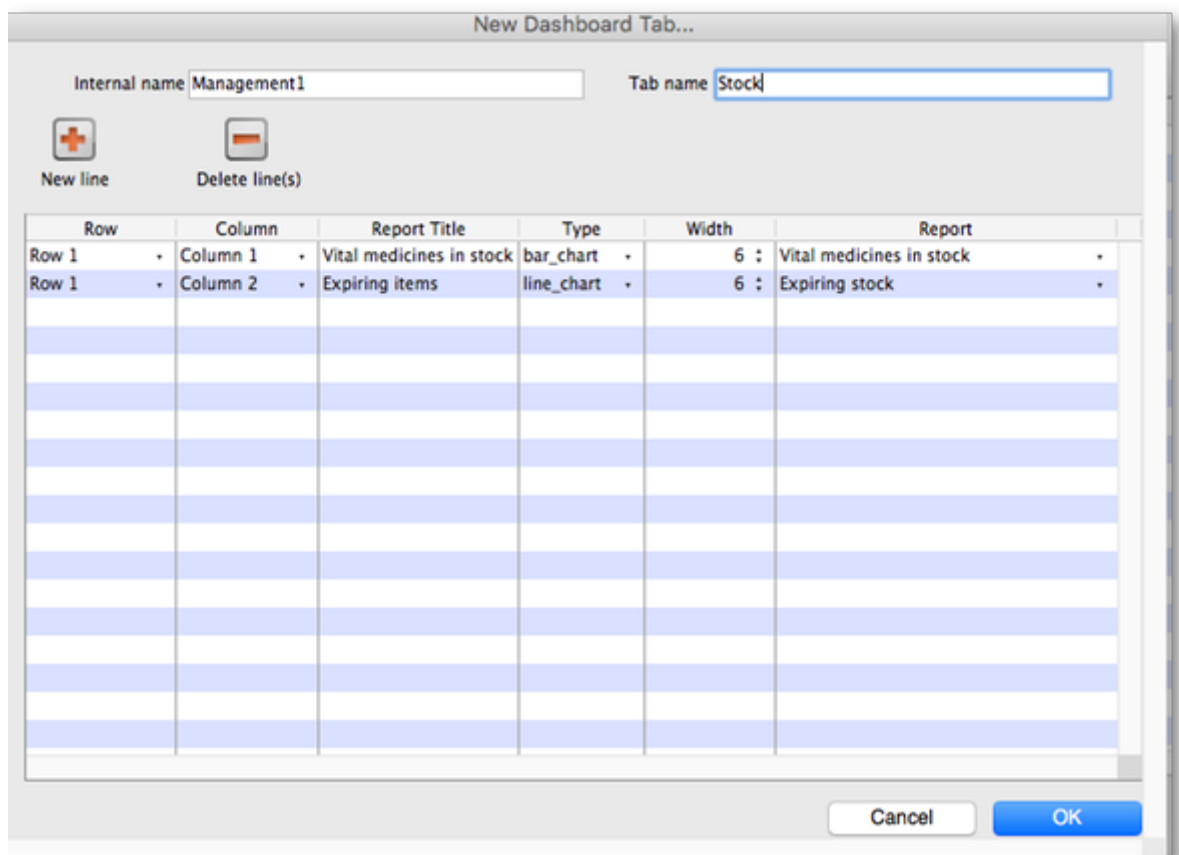 New Dashboard Tab...
Internal name Management1 Tab name Stock
New line Delete line(s)
Row Column Report Title Type Width Report
Row 1 Column 1 Vital medicines in stock bar_chart 6 Vital medicines in stock
Row 1 Column 2 Expiring items line_chart 6 Expiring stock
Cancel OK